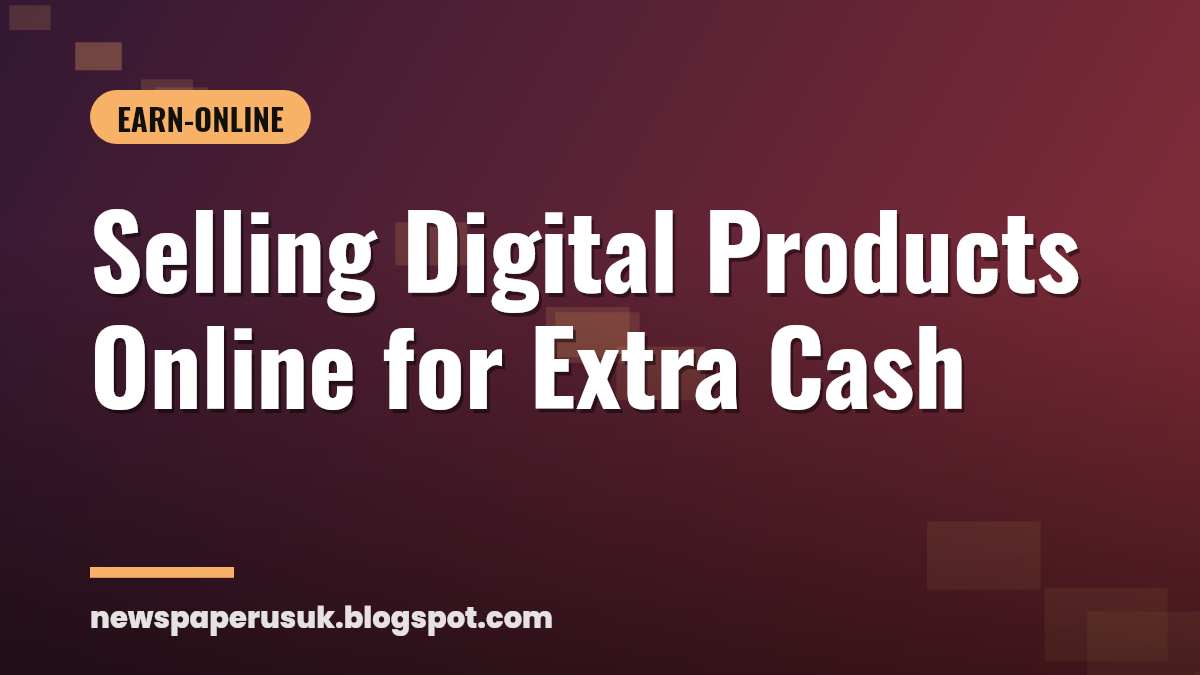 EARN-ONLINE
Selling Digital Products
Online for Extra Cash
newspaperusuk.blogspot.com